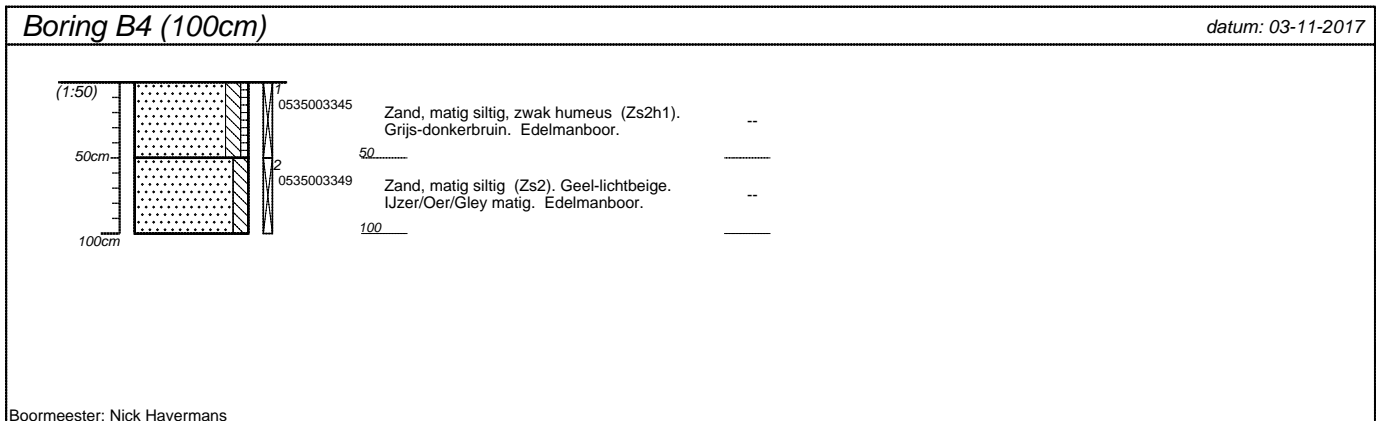 Boring B4 (100cm)
datum: 03-11-2017
(1:50)
1
0535003345
Zand, matig siltig, zwak humeus (Zs2h1).
Grijs-donkerbruin. Edelmanboor.
--
50cm
50
2
0535003349
Zand, matig siltig (Zs2). Geel-lichtbeige.
IJzer/Oer/Gley matig. Edelmanboor.
--
100cm
100
Boormeester: Nick Havermans